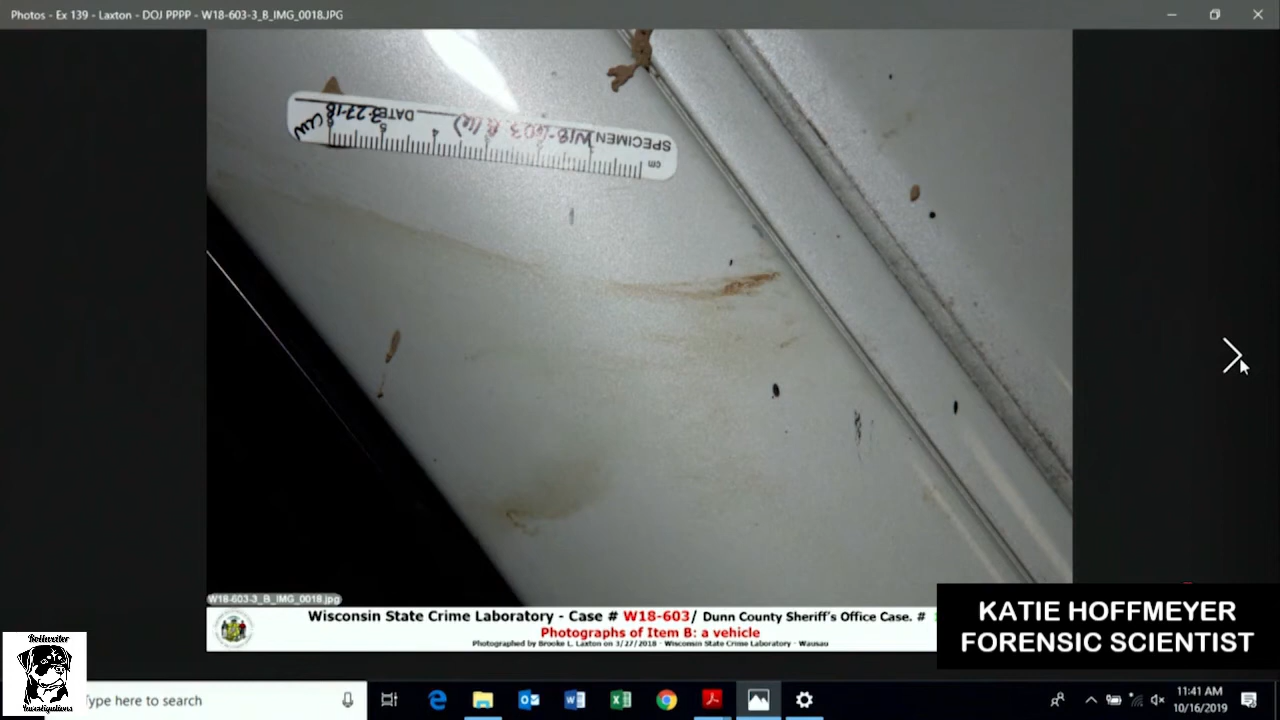 Photos - Ex 139 - Laxton - DOJ PPPP - W18-603-3_B_IMG_0018.JPG
SPECIMEN W18-603 B
DATE 3-27-18
cm
W18-603-3_B_IMG_0018.jpg
Wisconsin State Crime Laboratory - Case # W18-603/ Dunn County Sheriff's Office Case. #
Photographs of Item B: a vehicle
Photographed by Brooke L. Laxton on 3/27/2018 - Wisconsin State Crime Laboratory - Wausau
KATIE HOFFMEYER
FORENSIC SCIENTIST
Rottweiler
Investigations
Type here to search
11:41 AM
10/16/2019